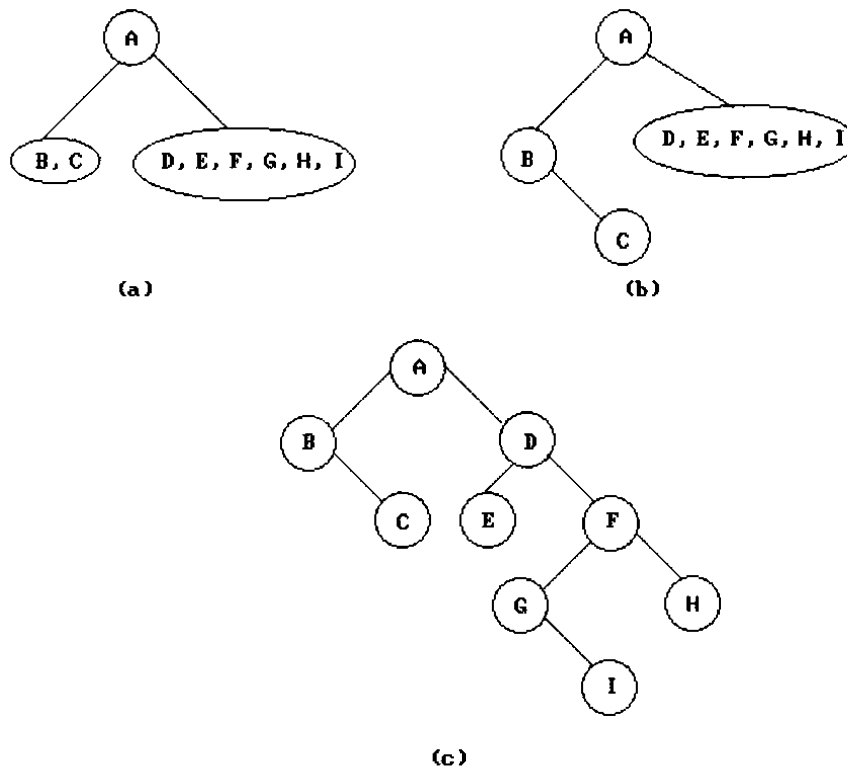 A
B, C
D, E, F, G, H, I
(a)
A
B
D, E, F, G, H, I
C
(b)
A
B
D
C
E
F
G
H
I
(c)